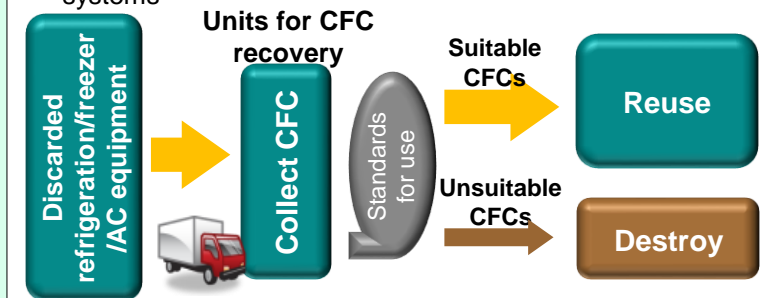 systems
Units for CFC
recovery
Discarded
refrigeration/freezer
/AC equipment
Collect CFC
Standards
for use
Suitable
CFCs
Reuse
Unsuitable
CFCs
Destroy